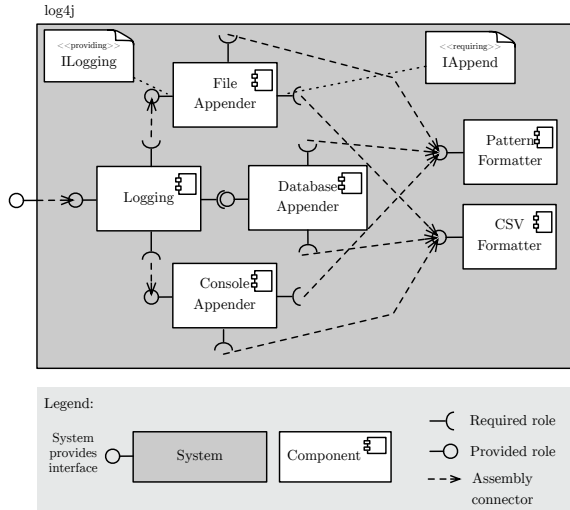 log4j
<<providing>>
ILogging
<<requiring>>
IAppend
File
Appender
Pattern
Formatter
Logging
Database
Appender
CSV
Formatter
Console
Appender
Legend:
System
provides
interface
System
Component
Required role
Provided role
Assembly
connector